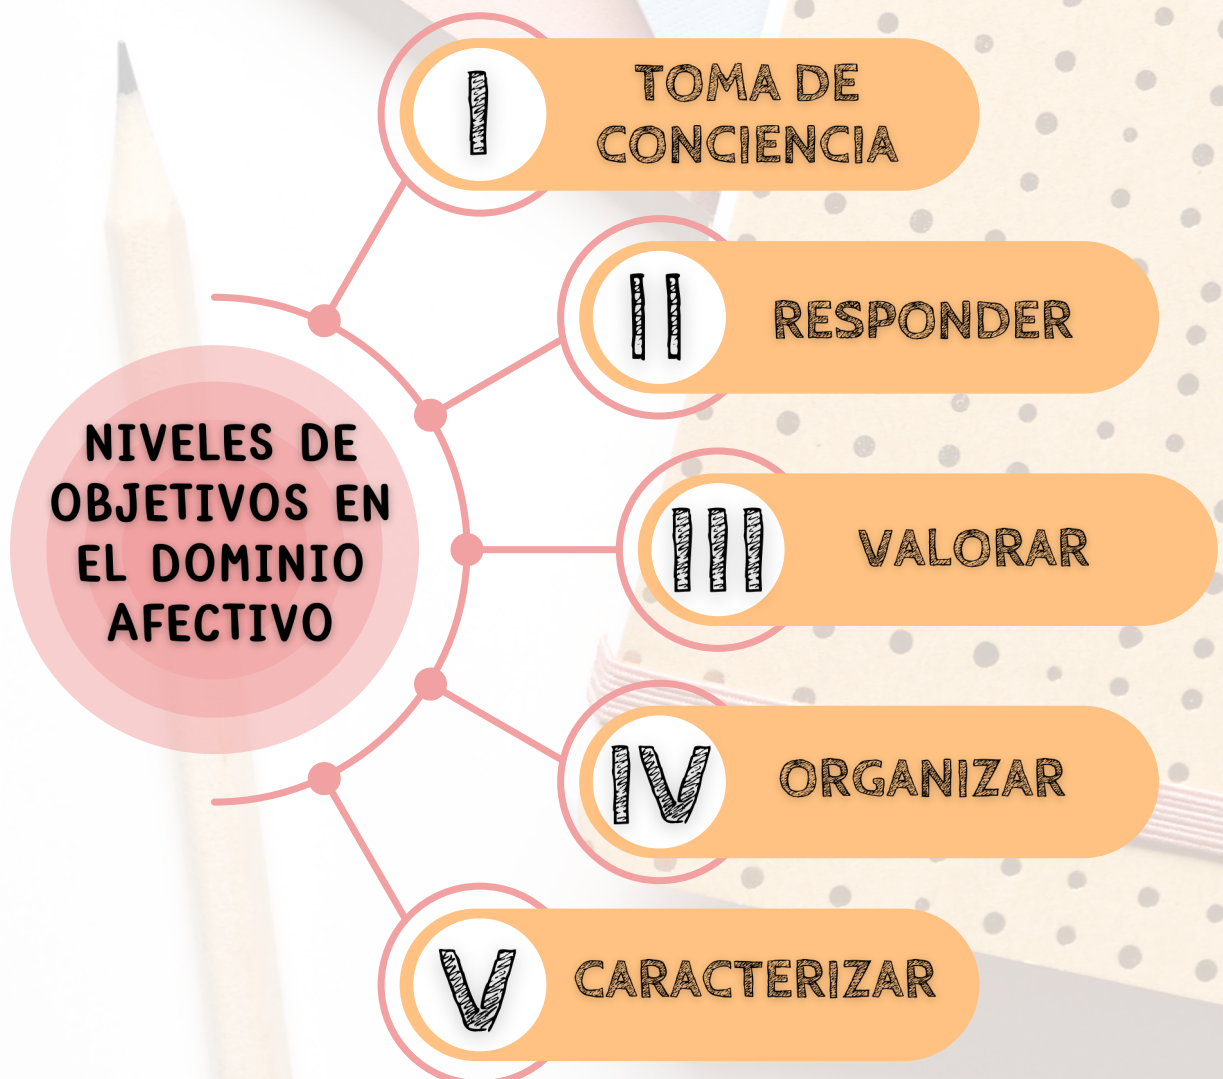 NIVELES DE
OBJETIVOS EN
EL DOMINIO
AFECTIVO
I
TOMA DE
CONCIENCIA
II
RESPONDER
III
VALORAR
IV
ORGANIZAR
V
CARACTERIZAR